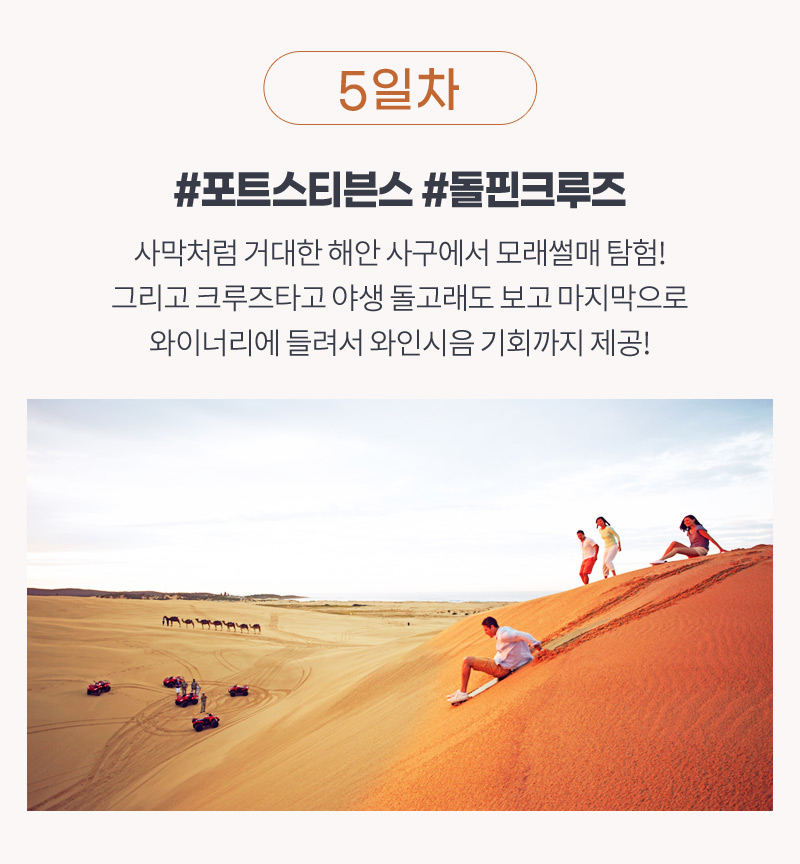 5일차
#포트스티븐스 #돌핀크루즈
사막처럼 거대한 해안 사구에서 모래썰매 탐험!
그리고 크루즈타고 야생 돌고래도 보고 마지막으로
와이너리에 들려서 와인시음 기회까지 제공!